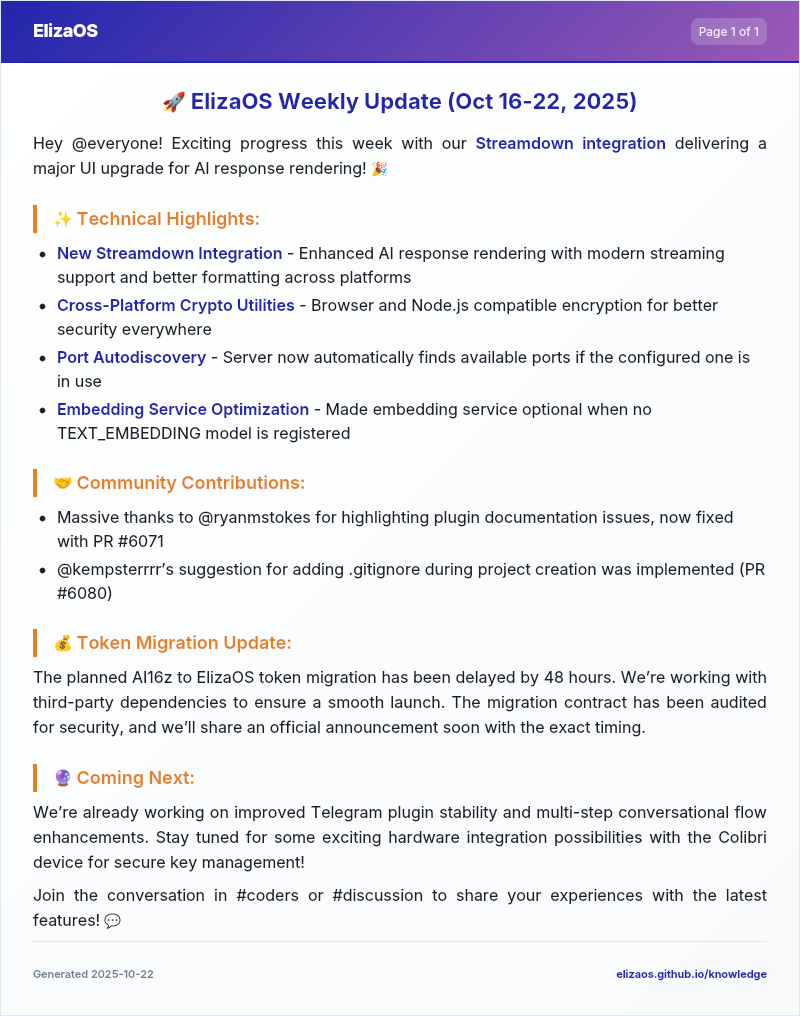 ElizaOS
Page 1 of 1
🚀 ElizaOS Weekly Update (Oct 16-22, 2025)
Hey @everyone! Exciting progress this week with our Streamdown integration delivering a
major UI upgrade for AI response rendering! 🎉
✨ Technical Highlights:
• New Streamdown Integration - Enhanced AI response rendering with modern streaming
support and better formatting across platforms
• Cross-Platform Crypto Utilities - Browser and Node.js compatible encryption for better
security everywhere
• Port Autodiscovery - Server now automatically finds available ports if the configured one is
in use
• Embedding Service Optimization - Made embedding service optional when no
TEXT_EMBEDDING model is registered
🤝 Community Contributions:
• Massive thanks to @ryanmstokes for highlighting plugin documentation issues, now fixed
with PR #6071
• @kempsterrrr’s suggestion for adding .gitignore during project creation was implemented (PR
#6080)
💰 Token Migration Update:
The planned AI16z to ElizaOS token migration has been delayed by 48 hours. We’re working with
third-party dependencies to ensure a smooth launch. The migration contract has been audited
for security, and we’ll share an official announcement soon with the exact timing.
🔮 Coming Next:
We’re already working on improved Telegram plugin stability and multi-step conversational flow
enhancements. Stay tuned for some exciting hardware integration possibilities with the Colibri
device for secure key management!
Join the conversation in #coders or #discussion to share your experiences with the latest
features! 💬
Generated 2025-10-22
elizaos.github.io/knowledge